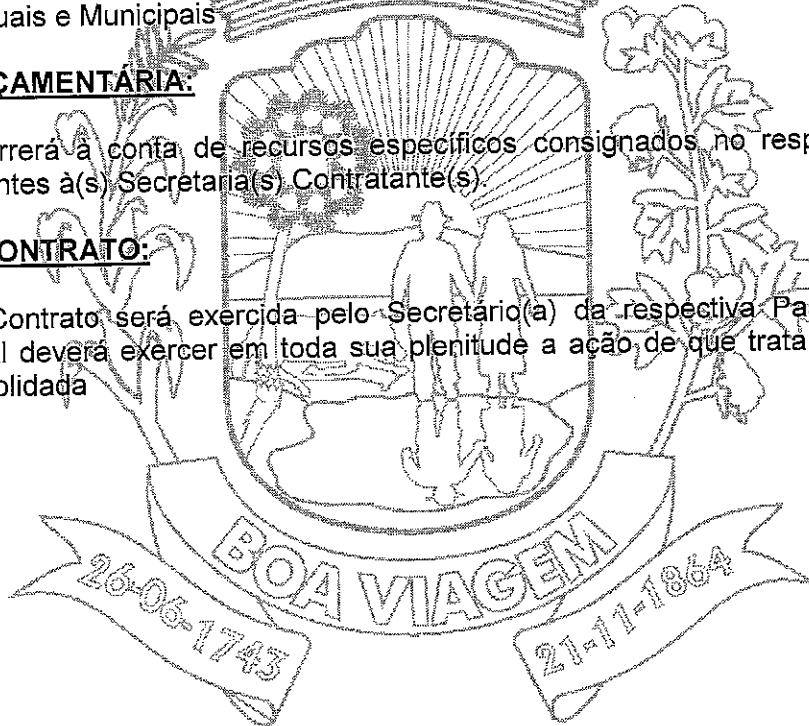 uais e Municipais
ÇAMENTÁRIA:
rrerá à conta de recursos específicos consignados no resp
ntes à(s) Secretaria(s) Contratante(s).
ONTRATO:
Contrato será exercida pelo Secretário(a) da respectiva Pa
l deverá exercer em toda sua plenitude a ação de que trata
olidada
BOA VIAGEM
26-06-1743
21-11-1864